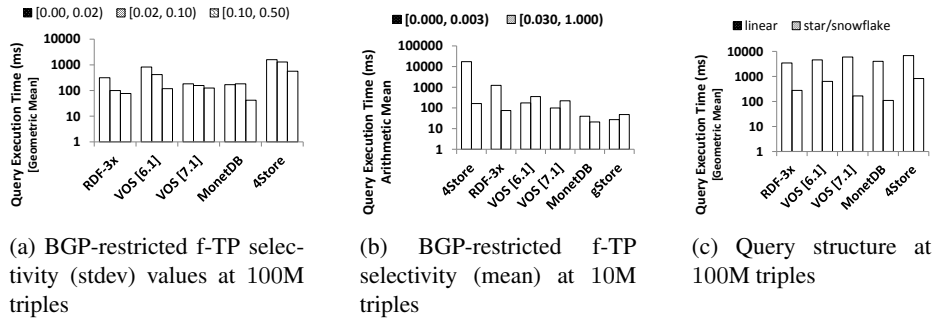 [0.00, 0.02) [0.02, 0.10) [0.10, 0.50)
Query Execution Time (ms)
[Geometric Mean]
10000
1000
100
10
1
RDF-3x
VOS [6.1]
VOS [7.1]
MonetDB
4Store
(a) BGP-restricted f-TP selec-
tivity (stdev) values at 100M
triples
[0.000, 0.003) [0.030, 1.000)
Query Execution Time (ms)
Arithmetic Mean
100000
10000
1000
100
10
1
4Store
RDF-3x
VOS [6.1]
VOS [7.1]
MonetDB
gStore
(b) BGP-restricted f-TP
selectivity (mean) at 10M
triples
linear star/snowflake
Query Execution Time (ms)
[Geometric Mean]
10000
1000
100
10
1
RDF-3x
VOS [6.1]
VOS [7.1]
MonetDB
4Store
(c) Query structure at
100M triples